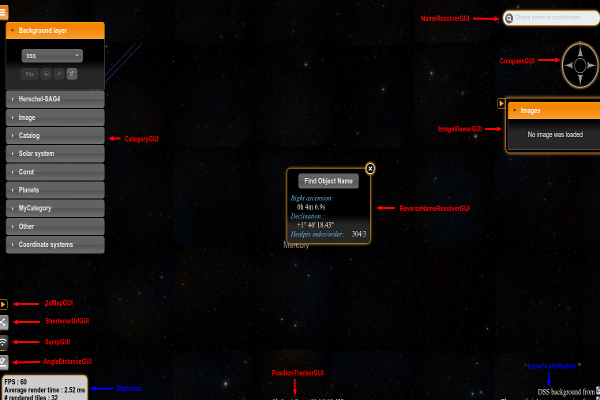 Background layer
DSS
File
Herschel-SAG4
Image
Catalog
Solar system
Corot
Planets
MyCategory
Other
Coordinate systems
CategoryGUI
NameResolverGUI
Object name or coordinates
CompassGUI
ImageViewerGUI
Images
No image was loaded
Find Object Name
Right ascension:
0h 4m 6.9s
Declination :
+1° 46' 18.43"
Healpix index/order: 304/3
ReverseNameResolverGUI
Mercury
2dMapGUI
ShortenerUrlGUI
SampGUI
AngleDistanceGUI
FPS : 60
Average render time : 2.52 ms
# rendered tiles : 32
Statistics
PositionTrackerGUI
DSS background from